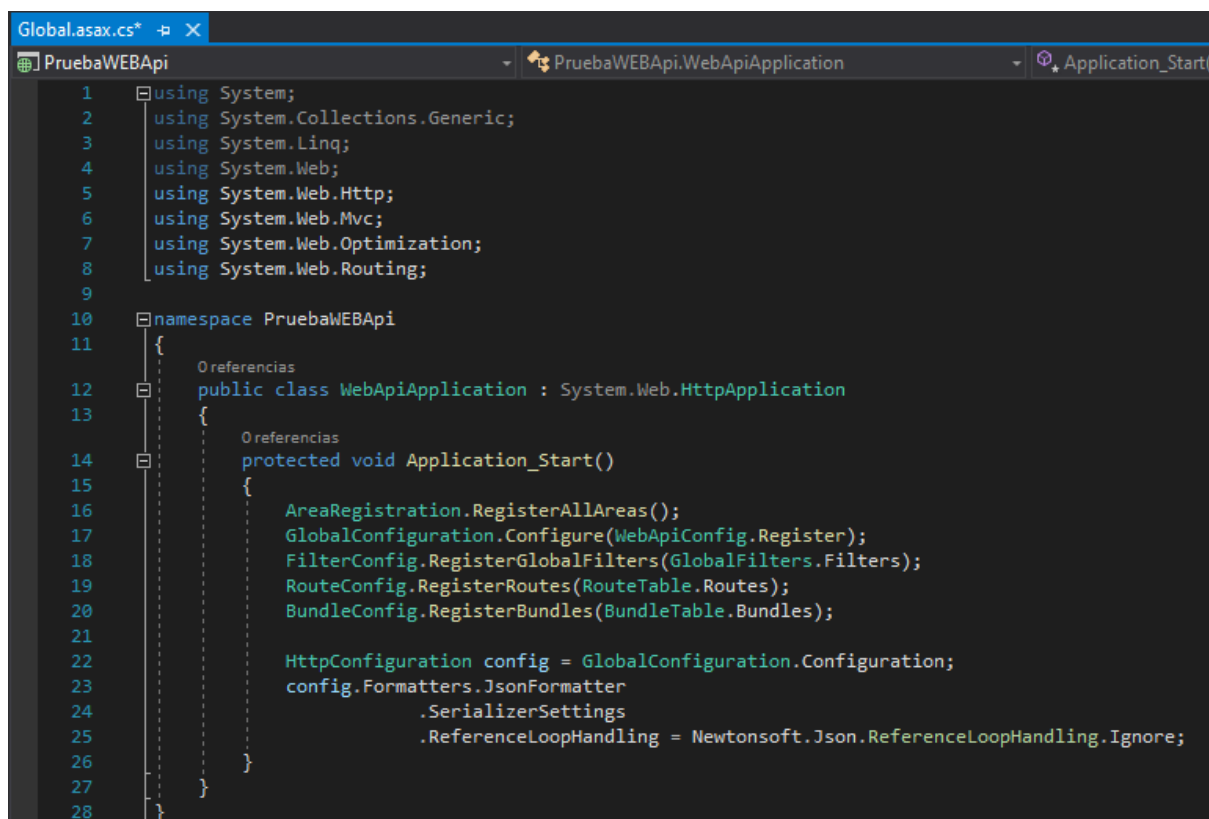 Global.asax.cs*
PruebaWEBApi PruebaWEBApi.WebApiApplication Application_Start(
1 using System;
2 using System.Collections.Generic;
3 using System.Linq;
4 using System.Web;
5 using System.Web.Http;
6 using System.Web.Mvc;
7 using System.Web.Optimization;
8 using System.Web.Routing;
9
10 namespace PruebaWEBApi
11 {
0 referencias
12 public class WebApiApplication : System.Web.HttpApplication
13 {
0 referencias
14 protected void Application_Start()
15 {
16 AreaRegistration.RegisterAllAreas();
17 GlobalConfiguration.Configure(WebApiConfig.Register);
18 FilterConfig.RegisterGlobalFilters(GlobalFilters.Filters);
19 RouteConfig.RegisterRoutes(RouteTable.Routes);
20 BundleConfig.RegisterBundles(BundleTable.Bundles);
21
22 HttpConfiguration config = GlobalConfiguration.Configuration;
23 config.Formatters.JsonFormatter
24 .SerializerSettings
25 .ReferenceLoopHandling = Newtonsoft.Json.ReferenceLoopHandling.Ignore;
26 }
27 }
28 }